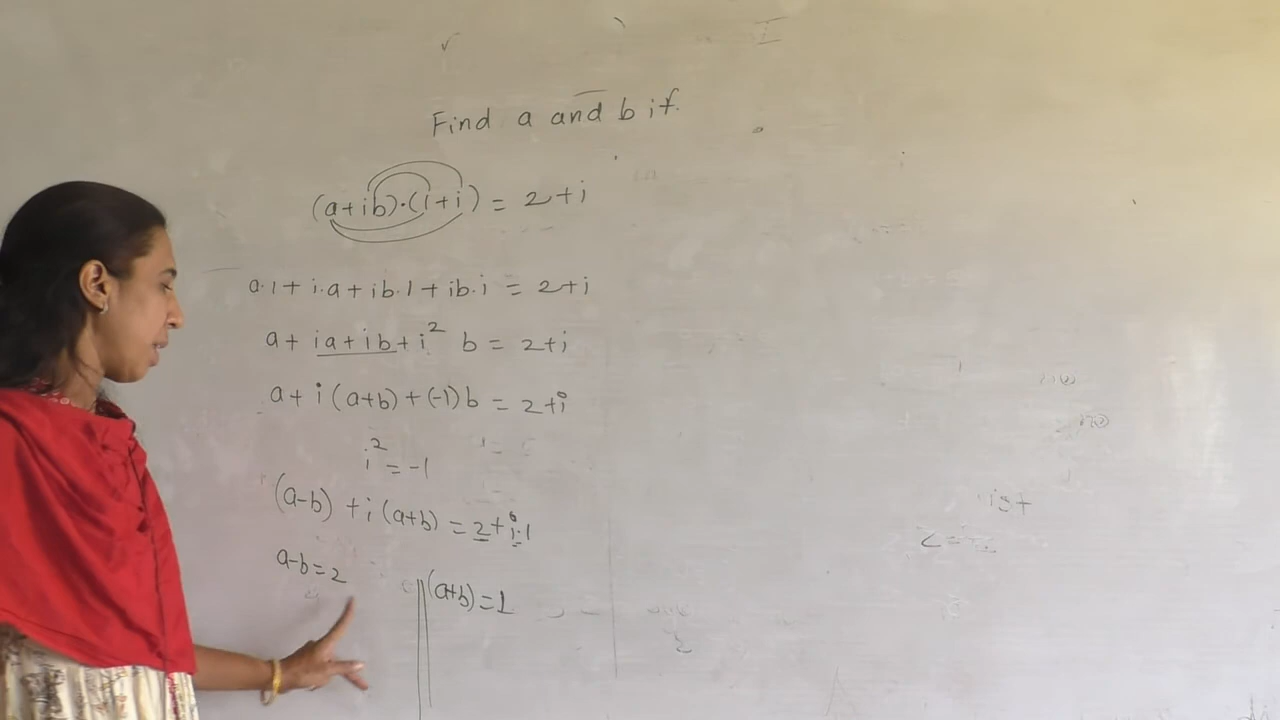 Find a and b if.
(a+ib)·(i+i) = 2+i
a·1+ i·a+ib·1+ib·i = 2+i
a+ ia+ib+i² b = 2+i
a+ i(a+b)+(-1)b = 2+i
i² = -1
(a-b) +i(a+b) = 2+i·1
a-b=2
(a+b)=1